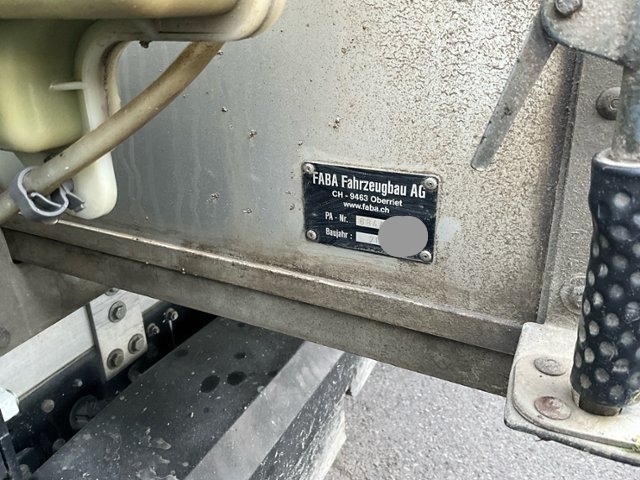 FABA Fahrzeugbau AG
CH - 9463 Oberriet
www.faba.ch
PA - Nr.
Baujahr :